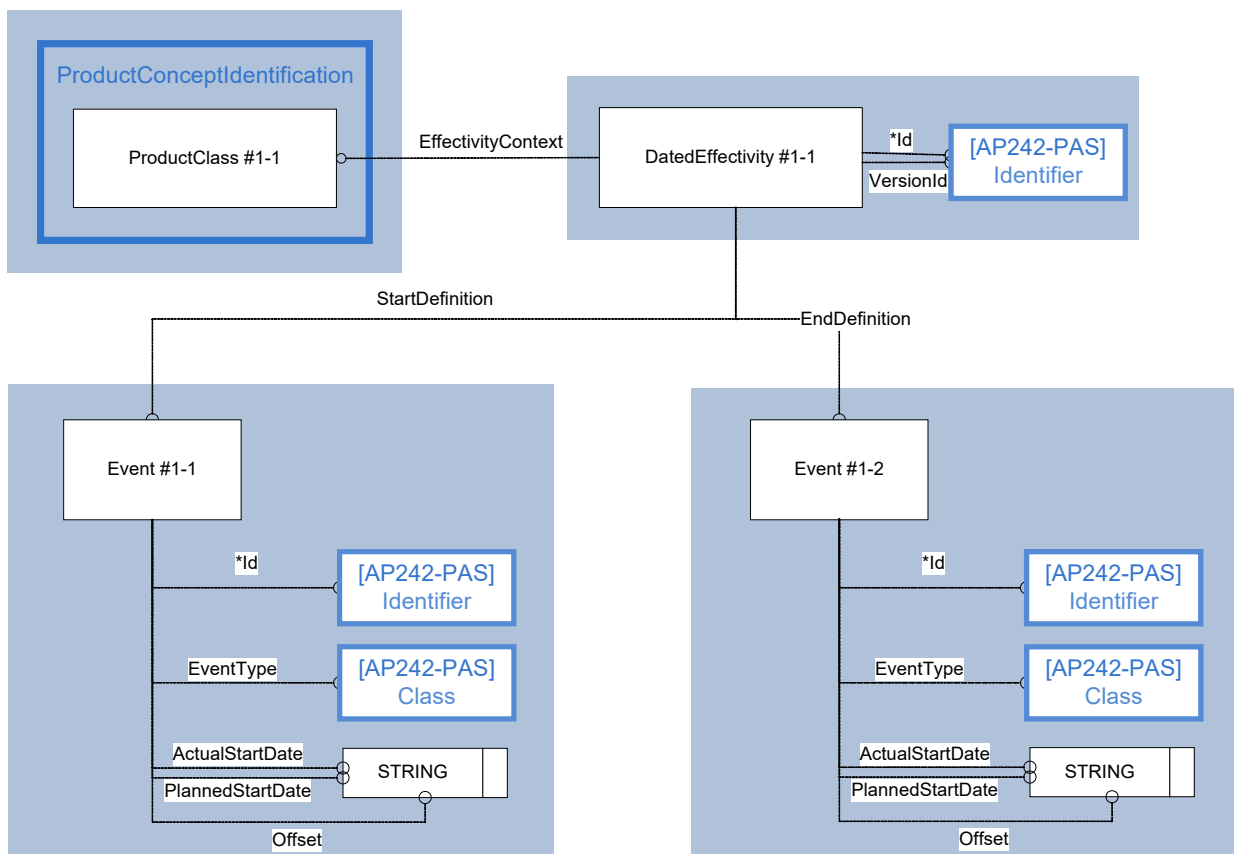 ProductConceptIdentification
ProductClass #1-1
EffectivityContext
DatedEffectivity #1-1
*Id
VersionId
[AP242-PAS]
Identifier
StartDefinition
EndDefinition
Event #1-1
*Id
[AP242-PAS]
Identifier
EventType
[AP242-PAS]
Class
ActualStartDate
PlannedStartDate
STRING
Offset
Event #1-2
*Id
[AP242-PAS]
Identifier
EventType
[AP242-PAS]
Class
ActualStartDate
PlannedStartDate
STRING
Offset